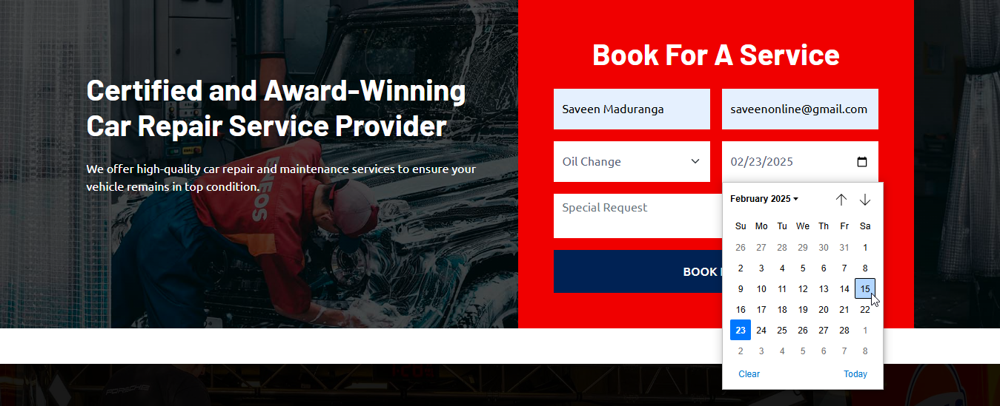 Certified and Award-Winning
Car Repair Service Provider
We offer high-quality car repair and maintenance services to ensure your
vehicle remains in top condition.
ENEOS
Book For A Service
Saveen Maduranga
saveenonline@gmail.com
Oil Change
02/23/2025
Special Request
BOOK
February 2025
Su Mo Tu We Th Fr Sa
26 27 28 29 30 31 1
2 3 4 5 6 7 8
9 10 11 12 13 14 15
16 17 18 19 20 21 22
23 24 25 26 27 28 1
2 3 4 5 6 7 8
Clear
Today
PORSCHE